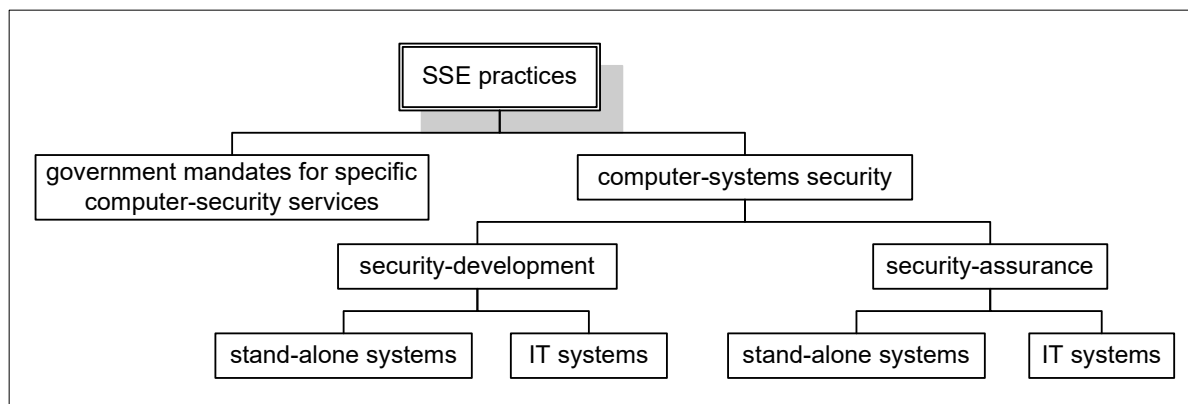 SSE practices
government mandates for specific
computer-security services
computer-systems security
security-development
security-assurance
stand-alone systems
IT systems
stand-alone systems
IT systems